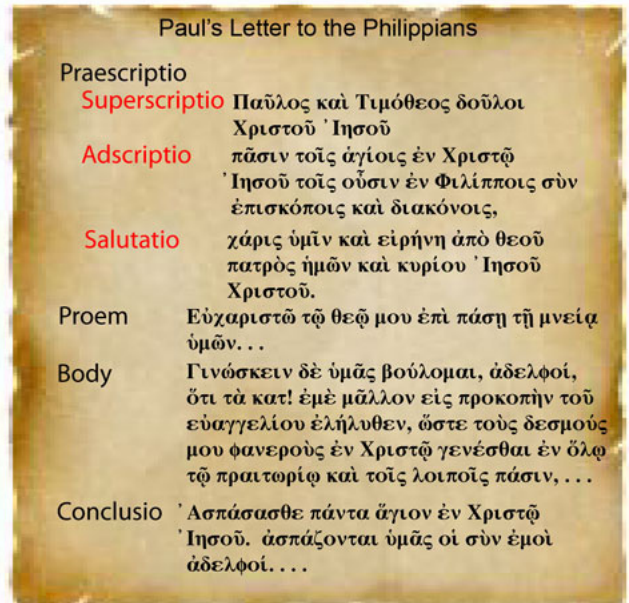 Paul's Letter to the Philippians
Praescriptio
Superscriptio Παῦλος καὶ Τιμόθεος δοῦλοι
Χριστοῦ Ἰησοῦ
Adscriptio πᾶσιν τοῖς ἁγίοις ἐν Χριστῷ
Ἰησοῦ τοῖς οὖσιν ἐν Φιλίπποις σὺν
ἐπισκόποις καὶ διακόνοις,
Salutatio χάρις ὑμῖν καὶ εἰρήνη ἀπὸ θεοῦ
πατρὸς ἡμῶν καὶ κυρίου Ἰησοῦ
Χριστοῦ.
Proem Εὐχαριστῶ τῷ θεῷ μου ἐπὶ πάσῃ τῇ μνείᾳ
ὑμῶν...
Body Γινώσκειν δὲ ὑμᾶς βούλομαι, ἀδελφοί,
ὅτι τὰ κατ! ἐμὲ μᾶλλον εἰς προκοπὴν τοῦ
εὐαγγελίου ἐλήλυθεν, ὥστε τοὺς δεσμούς
μου φανεροὺς ἐν Χριστῷ γενέσθαι ἐν ὅλῳ
τῷ πραιτωρίῳ καὶ τοῖς λοιποῖς πάσιν, ...
Conclusio Ἀσπάσασθε πάντα ἅγιον ἐν Χριστῷ
Ἰησοῦ. ἀσπάζονται ὑμᾶς οἱ σὺν ἐμοὶ
ἀδελφοί....